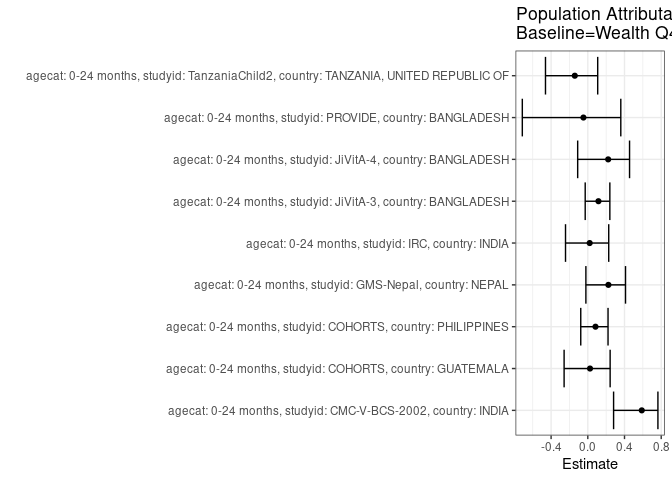 Population Attributa
Baseline=Wealth Q4
agecat: 0-24 months, studyid: TanzaniaChild2, country: TANZANIA, UNITED REPUBLIC OF
agecat: 0-24 months, studyid: PROVIDE, country: BANGLADESH
agecat: 0-24 months, studyid: JiVitA-4, country: BANGLADESH
agecat: 0-24 months, studyid: JiVitA-3, country: BANGLADESH
agecat: 0-24 months, studyid: IRC, country: INDIA
agecat: 0-24 months, studyid: GMS-Nepal, country: NEPAL
agecat: 0-24 months, studyid: COHORTS, country: PHILIPPINES
agecat: 0-24 months, studyid: COHORTS, country: GUATEMALA
agecat: 0-24 months, studyid: CMC-V-BCS-2002, country: INDIA
-0.4 0.0 0.4 0.8
Estimate